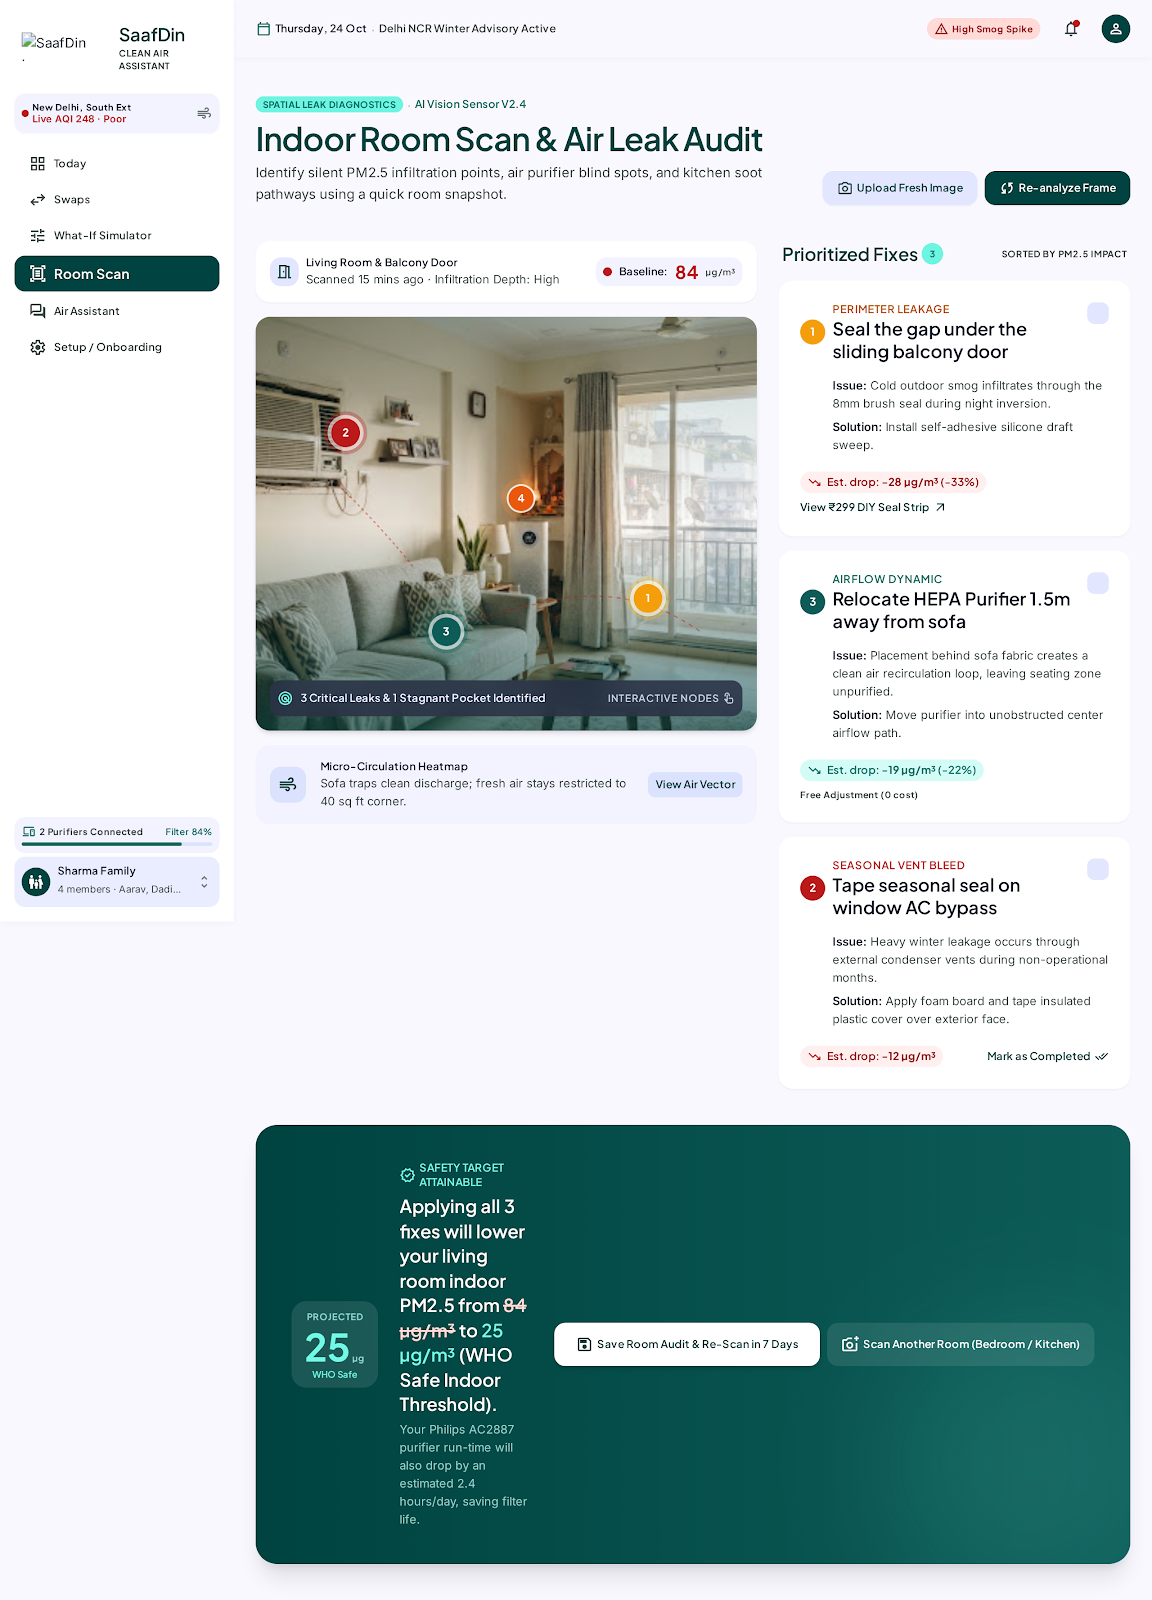 SaafDin
.
SaafDin
CLEAN AIR
ASSISTANT
New Delhi, South Ext
Live AQI 248 · Poor
Today
Swaps
What-If Simulator
Room Scan
Air Assistant
Setup / Onboarding
2 Purifiers Connected Filter 84%
Sharma Family
4 members · Aarav, Dadi...
Thursday, 24 Oct · Delhi NCR Winter Advisory Active
High Smog Spike
SPATIAL LEAK DIAGNOSTICS · AI Vision Sensor V2.4
Indoor Room Scan & Air Leak Audit
Identify silent PM2.5 infiltration points, air purifier blind spots, and kitchen soot
pathways using a quick room snapshot.
Upload Fresh Image
Re-analyze Frame
Living Room & Balcony Door
Scanned 15 mins ago · Infiltration Depth: High
Baseline: 84 µg/m³
2
4
1
3
3 Critical Leaks & 1 Stagnant Pocket Identified
INTERACTIVE NODES
Micro-Circulation Heatmap
Sofa traps clean discharge; fresh air stays restricted to
40 sq ft corner.
View Air Vector
Prioritized Fixes 3
SORTED BY PM2.5 IMPACT
PERIMETER LEAKAGE
1
Seal the gap under the
sliding balcony door
Issue: Cold outdoor smog infiltrates through the
8mm brush seal during night inversion.
Solution: Install self-adhesive silicone draft
sweep.
Est. drop: -28 µg/m³ (-33%)
View ₹299 DIY Seal Strip
AIRFLOW DYNAMIC
3
Relocate HEPA Purifier 1.5m
away from sofa
Issue: Placement behind sofa fabric creates a
clean air recirculation loop, leaving seating zone
unpurified.
Solution: Move purifier into unobstructed center
airflow path.
Est. drop: -19 µg/m³ (-22%)
Free Adjustment (0 cost)
SEASONAL VENT BLEED
2
Tape seasonal seal on
window AC bypass
Issue: Heavy winter leakage occurs through
external condenser vents during non-operational
months.
Solution: Apply foam board and tape insulated
plastic cover over exterior face.
Est. drop: -12 µg/m³
Mark as Completed
PROJECTED
25 µg
WHO Safe
SAFETY TARGET
ATTAINABLE
Applying all 3
fixes will lower
your living
room indoor
PM2.5 from 84
µg/m³ to 25
µg/m³ (WHO
Safe Indoor
Threshold).
Your Philips AC2887
purifier run-time will
also drop by an
estimated 2.4
hours/day, saving filter
life.
Save Room Audit & Re-Scan in 7 Days
Scan Another Room (Bedroom / Kitchen)